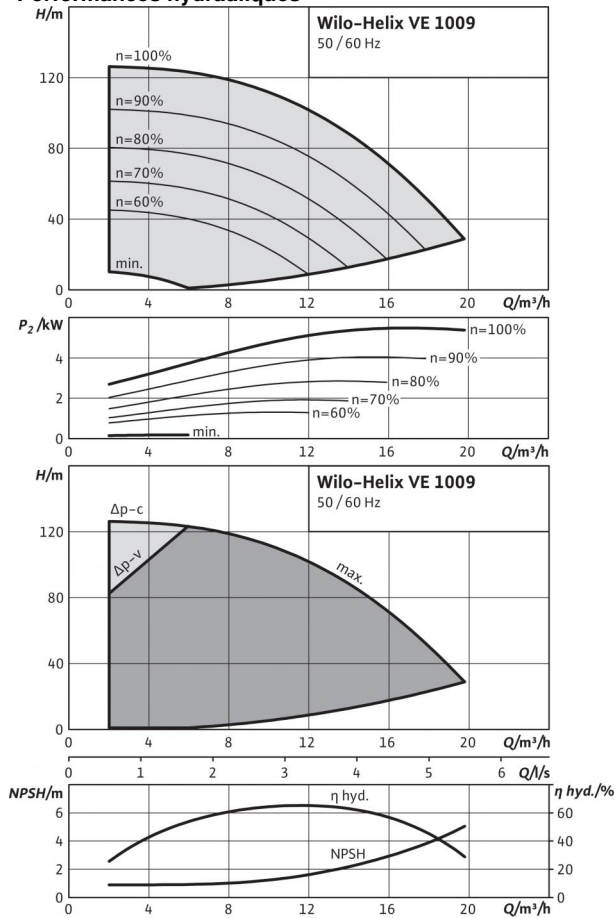 Performances hydrauliques
H/m
Wilo-Helix VE 1009
50 / 60 Hz
n=100%
120
n=90%
80
n=80%
n=70%
n=60%
40
min.
0
0 4 8 12 16 20 Q/m³/h
P₂/kW
n=100%
4
n=90%
n=80%
2
n=70%
n=60%
min.
0
0 4 8 12 16 20 Q/m³/h
H/m
Wilo-Helix VE 1009
50 / 60 Hz
Δp-c
120
Δp-v
max.
80
40
0
0 4 8 12 16 20 Q/m³/h
0 1 2 3 4 5 6 Q/l/s
NPSH/m
η hyd./%
η hyd.
6 60
4 40
NPSH
2 20
0 0
0 4 8 12 16 20 Q/m³/h